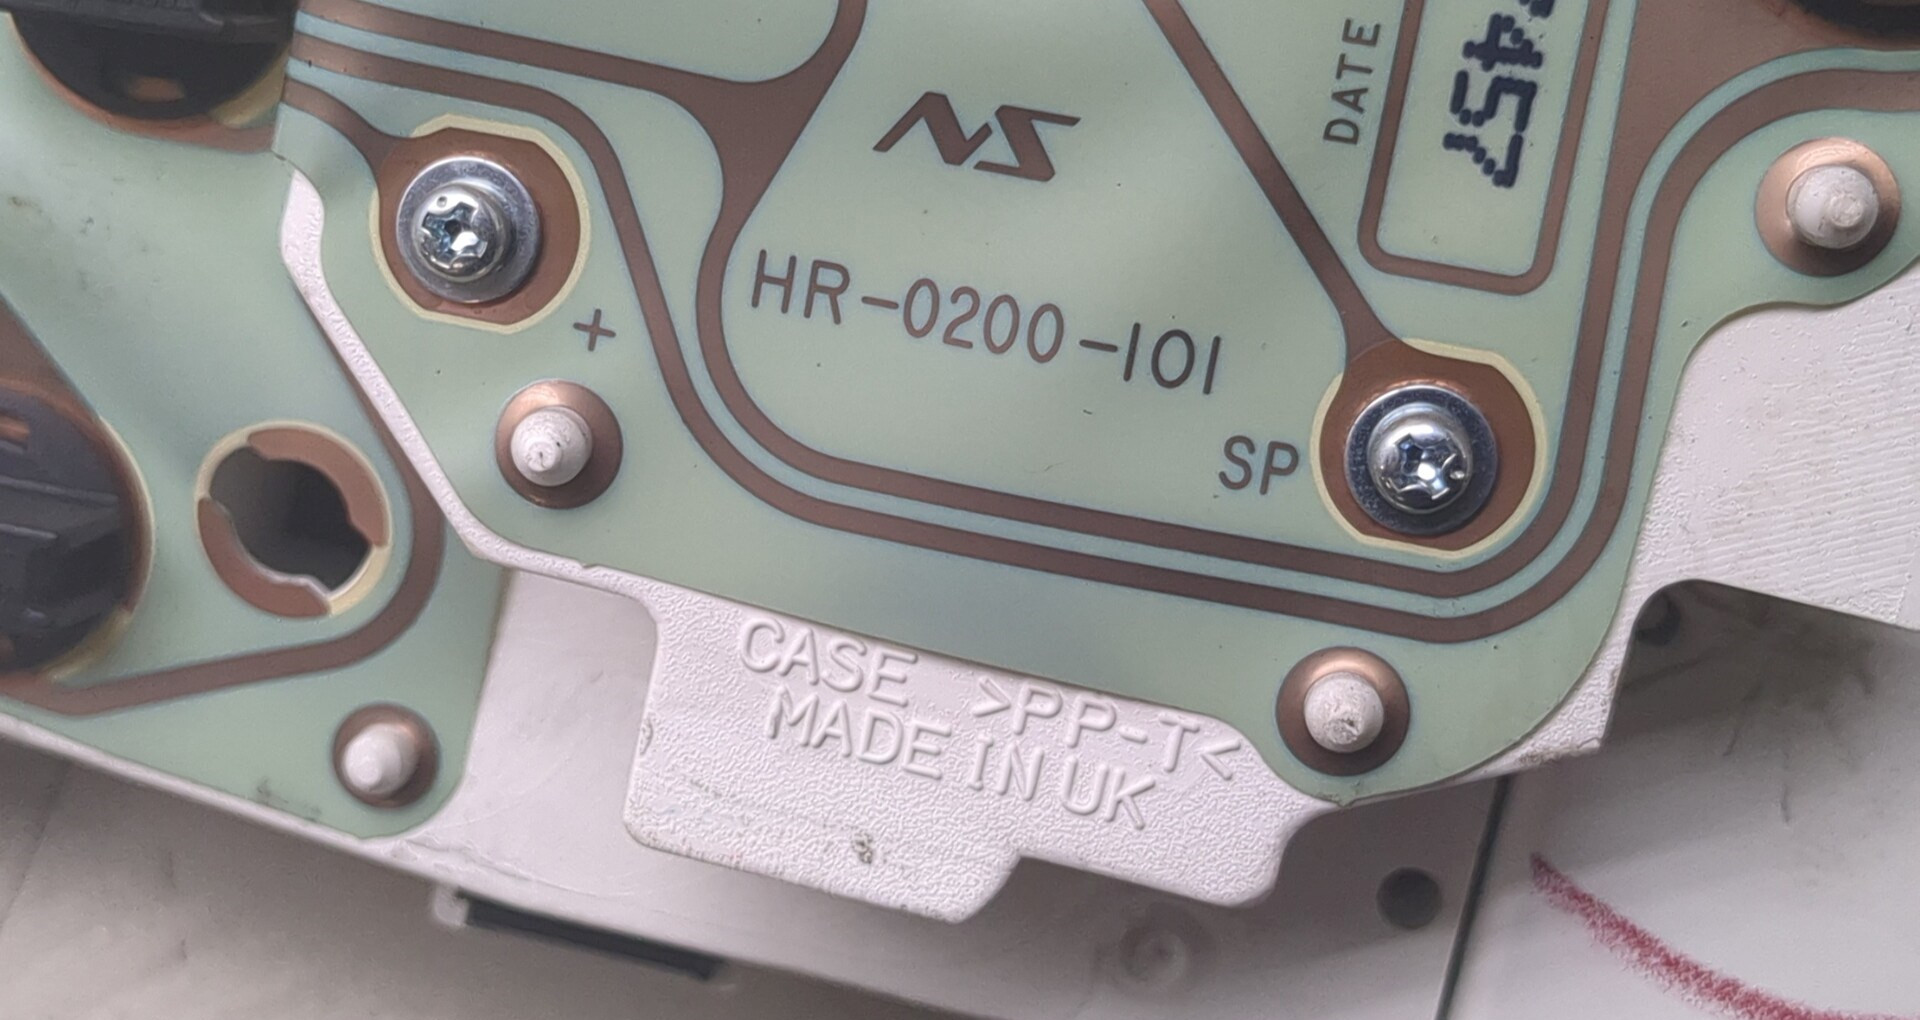 NS
DATE
HR-0200-101
+
SP
CASE >PP-T<
MADE IN UK